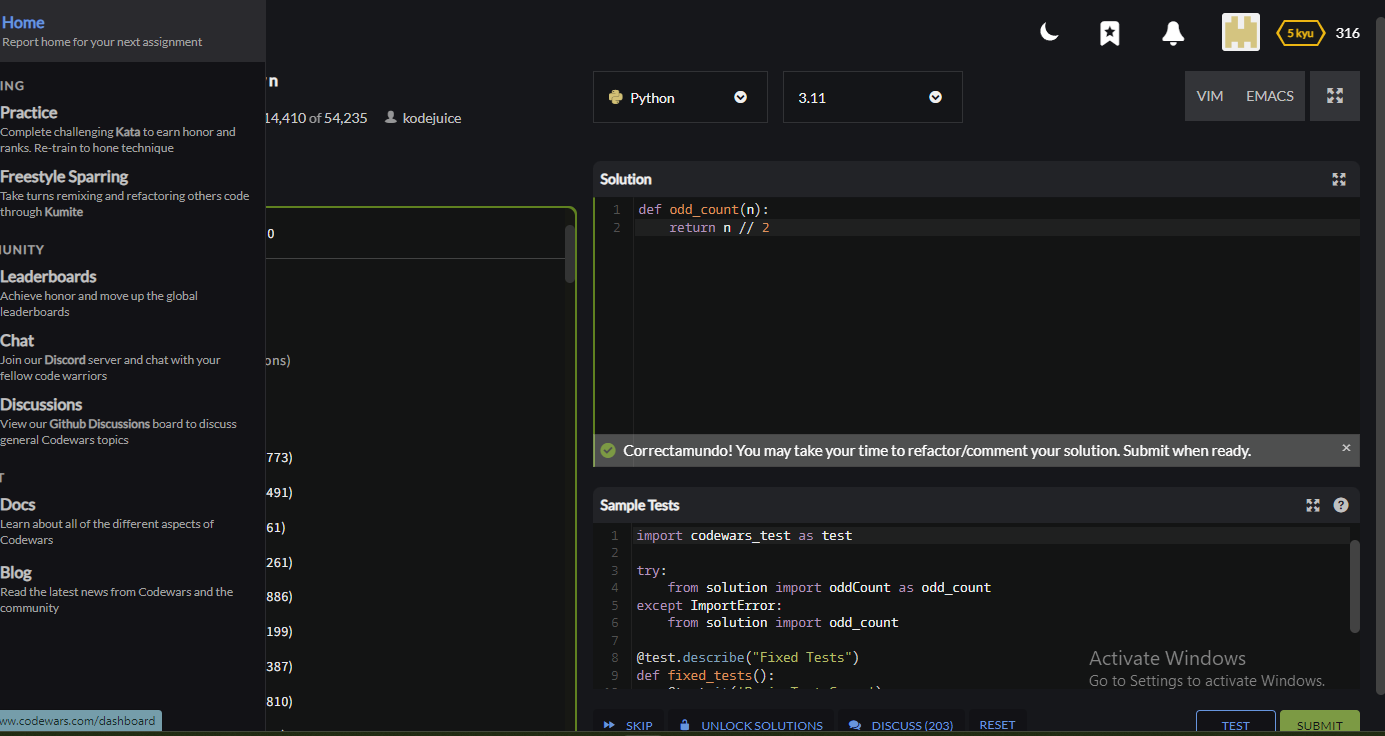 Home
Report home for your next assignment
ING
Practice
Complete challenging Kata to earn honor and
ranks. Re-train to hone technique
Freestyle Sparring
Take turns remixing and refactoring others code
through Kumite
UNITY
Leaderboards
Achieve honor and move up the global
leaderboards
Chat
Join our Discord server and chat with your
fellow code warriors
Discussions
View our Github Discussions board to discuss
general Codewars topics
T
Docs
Learn about all of the different aspects of
Codewars
Blog
Read the latest news from Codewars and the
community
www.codewars.com/dashboard
5 kyu
316
n
14,410 of 54,235 kodejuice
0
ons)
773)
491)
61)
261)
886)
199)
387)
810)
Python
3.11
VIM EMACS
Solution
1 def odd_count(n):
2 return n // 2
Correctamundo! You may take your time to refactor/comment your solution. Submit when ready. ×
Sample Tests ?
1 import codewars_test as test
2
3 try:
4 from solution import oddCount as odd_count
5 except ImportError:
6 from solution import odd_count
7
8 @test.describe("Fixed Tests")
9 def fixed_tests():
Activate Windows
Go to Settings to activate Windows.
SKIP UNLOCK SOLUTIONS DISCUSS (203) RESET TEST SUBMIT